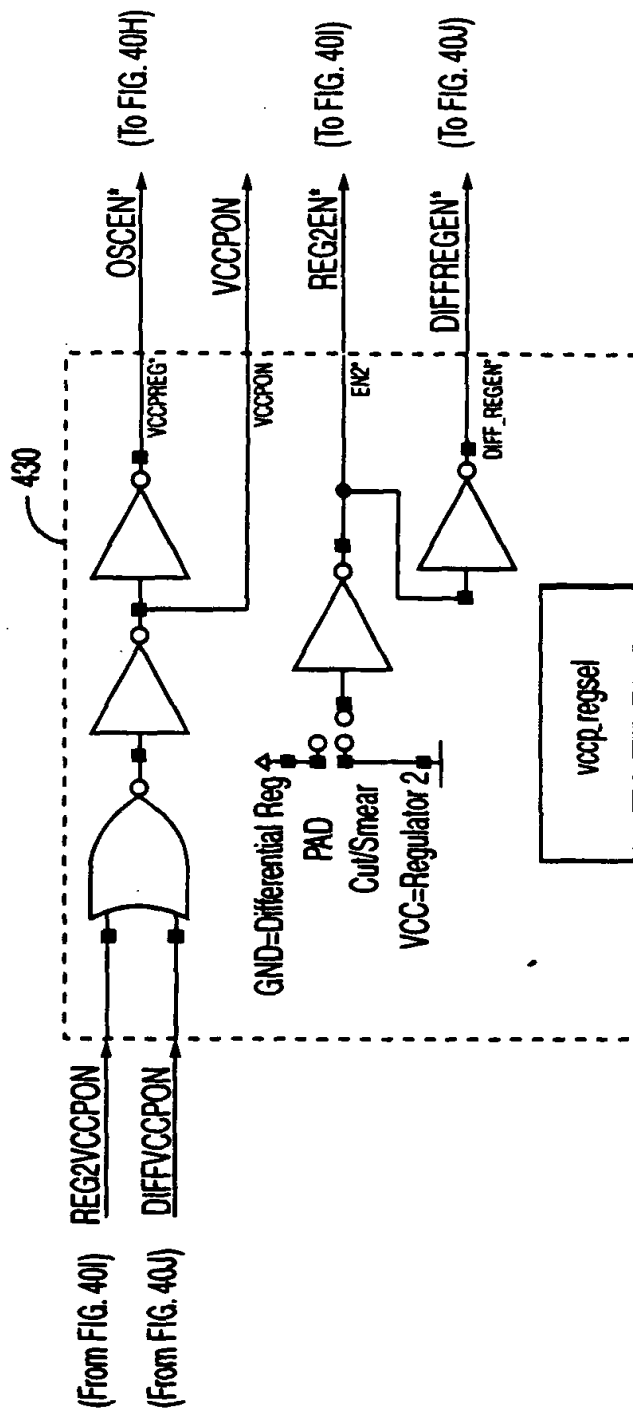 430
(From FIG. 40I) REG2VCCPON
(From FIG. 40J) DIFFVCCPON
OSCEN* (To FIG. 40H)
VCCPREG*
VCCPON
VCCPON
REG2EN* (To FIG. 40I)
EN2*
DIFFREGEN* (To FIG. 40J)
DIFF_REGEN*
GND=Differential Reg
PAD
Cut/Smear
VCC=Regulator 2
vccp_regsel